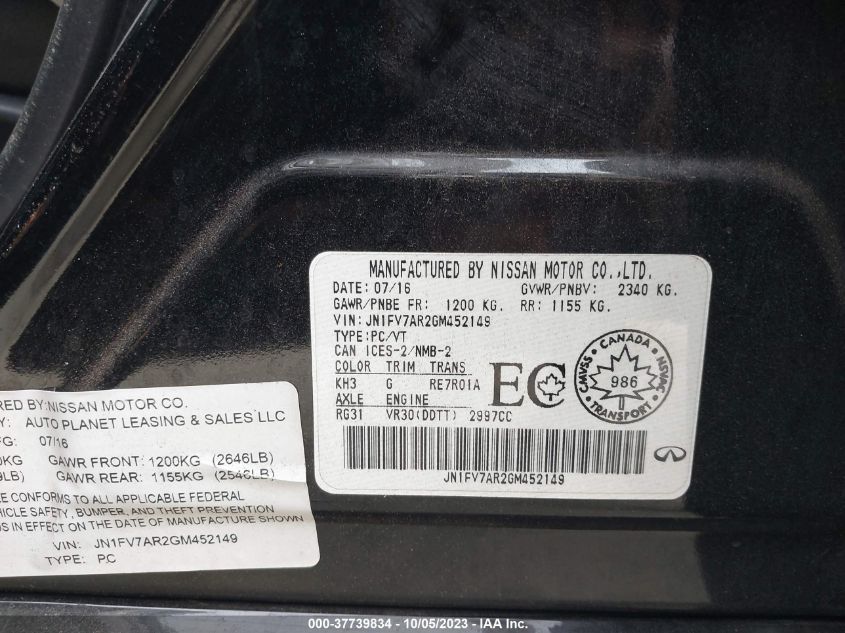 MANUFACTURED BY NISSAN MOTOR CO.,LTD.
DATE: 07/16 GVWR/PNBV: 2340 KG.
GAWR/PNBE FR: 1200 KG. RR: 1155 KG.
VIN: JN1FV7AR2GM452149
TYPE:PC/VT
CAN ICES-2/NMB-2
COLOR TRIM TRANS
KH3 G RE7R01A
AXLE ENGINE
RG31 VR30(DDTT) 2997CC
EC
CANADA
CMVSS
NSVAC
986
TRANSPORT
JN1FV7AR2GM452149
RED BY:NISSAN MOTOR CO.
Y: AUTO PLANET LEASING & SALES LLC
FG: 07/16
0KG GAWR FRONT: 1200KG (2646LB)
9LB) GAWR REAR: 1155KG (2546LB)
E CONFORMS TO ALL APPLICABLE FEDERAL
HICLE SAFETY, BUMPER, AND THEFT PREVENTION
DS IN EFFECT ON THE DATE OF MANUFACTURE SHOWN
VIN: JN1FV7AR2GM452149
TYPE: PC
000-37739834 - 10/05/2023 - IAA Inc.